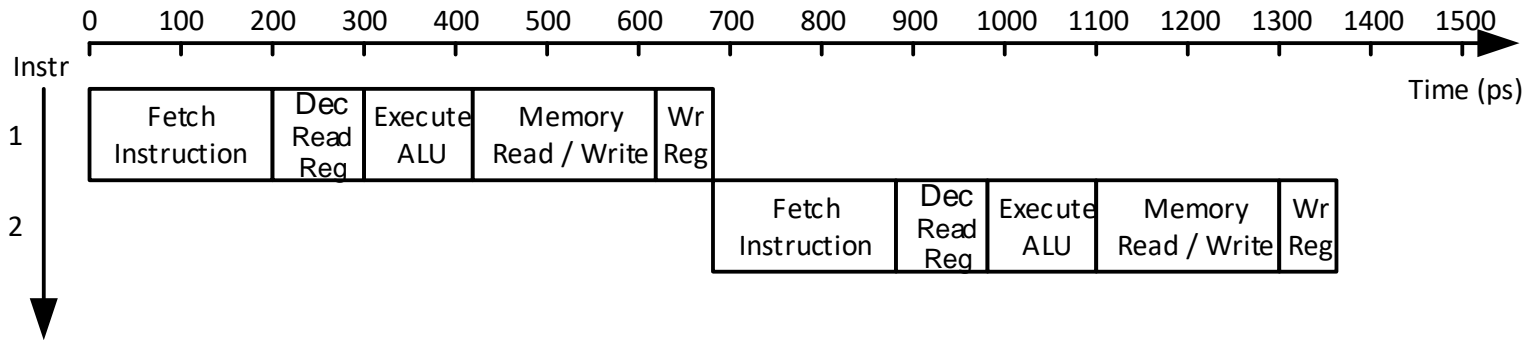 0 100 200 300 400 500 600 700 800 900 1000 1100 1200 1300 1400 1500
Instr
Time (ps)
1
Fetch
Instruction
Dec
Read
Reg
Execute
ALU
Memory
Read / Write
Wr
Reg
2
Fetch
Instruction
Dec
Read
Reg
Execute
ALU
Memory
Read / Write
Wr
Reg